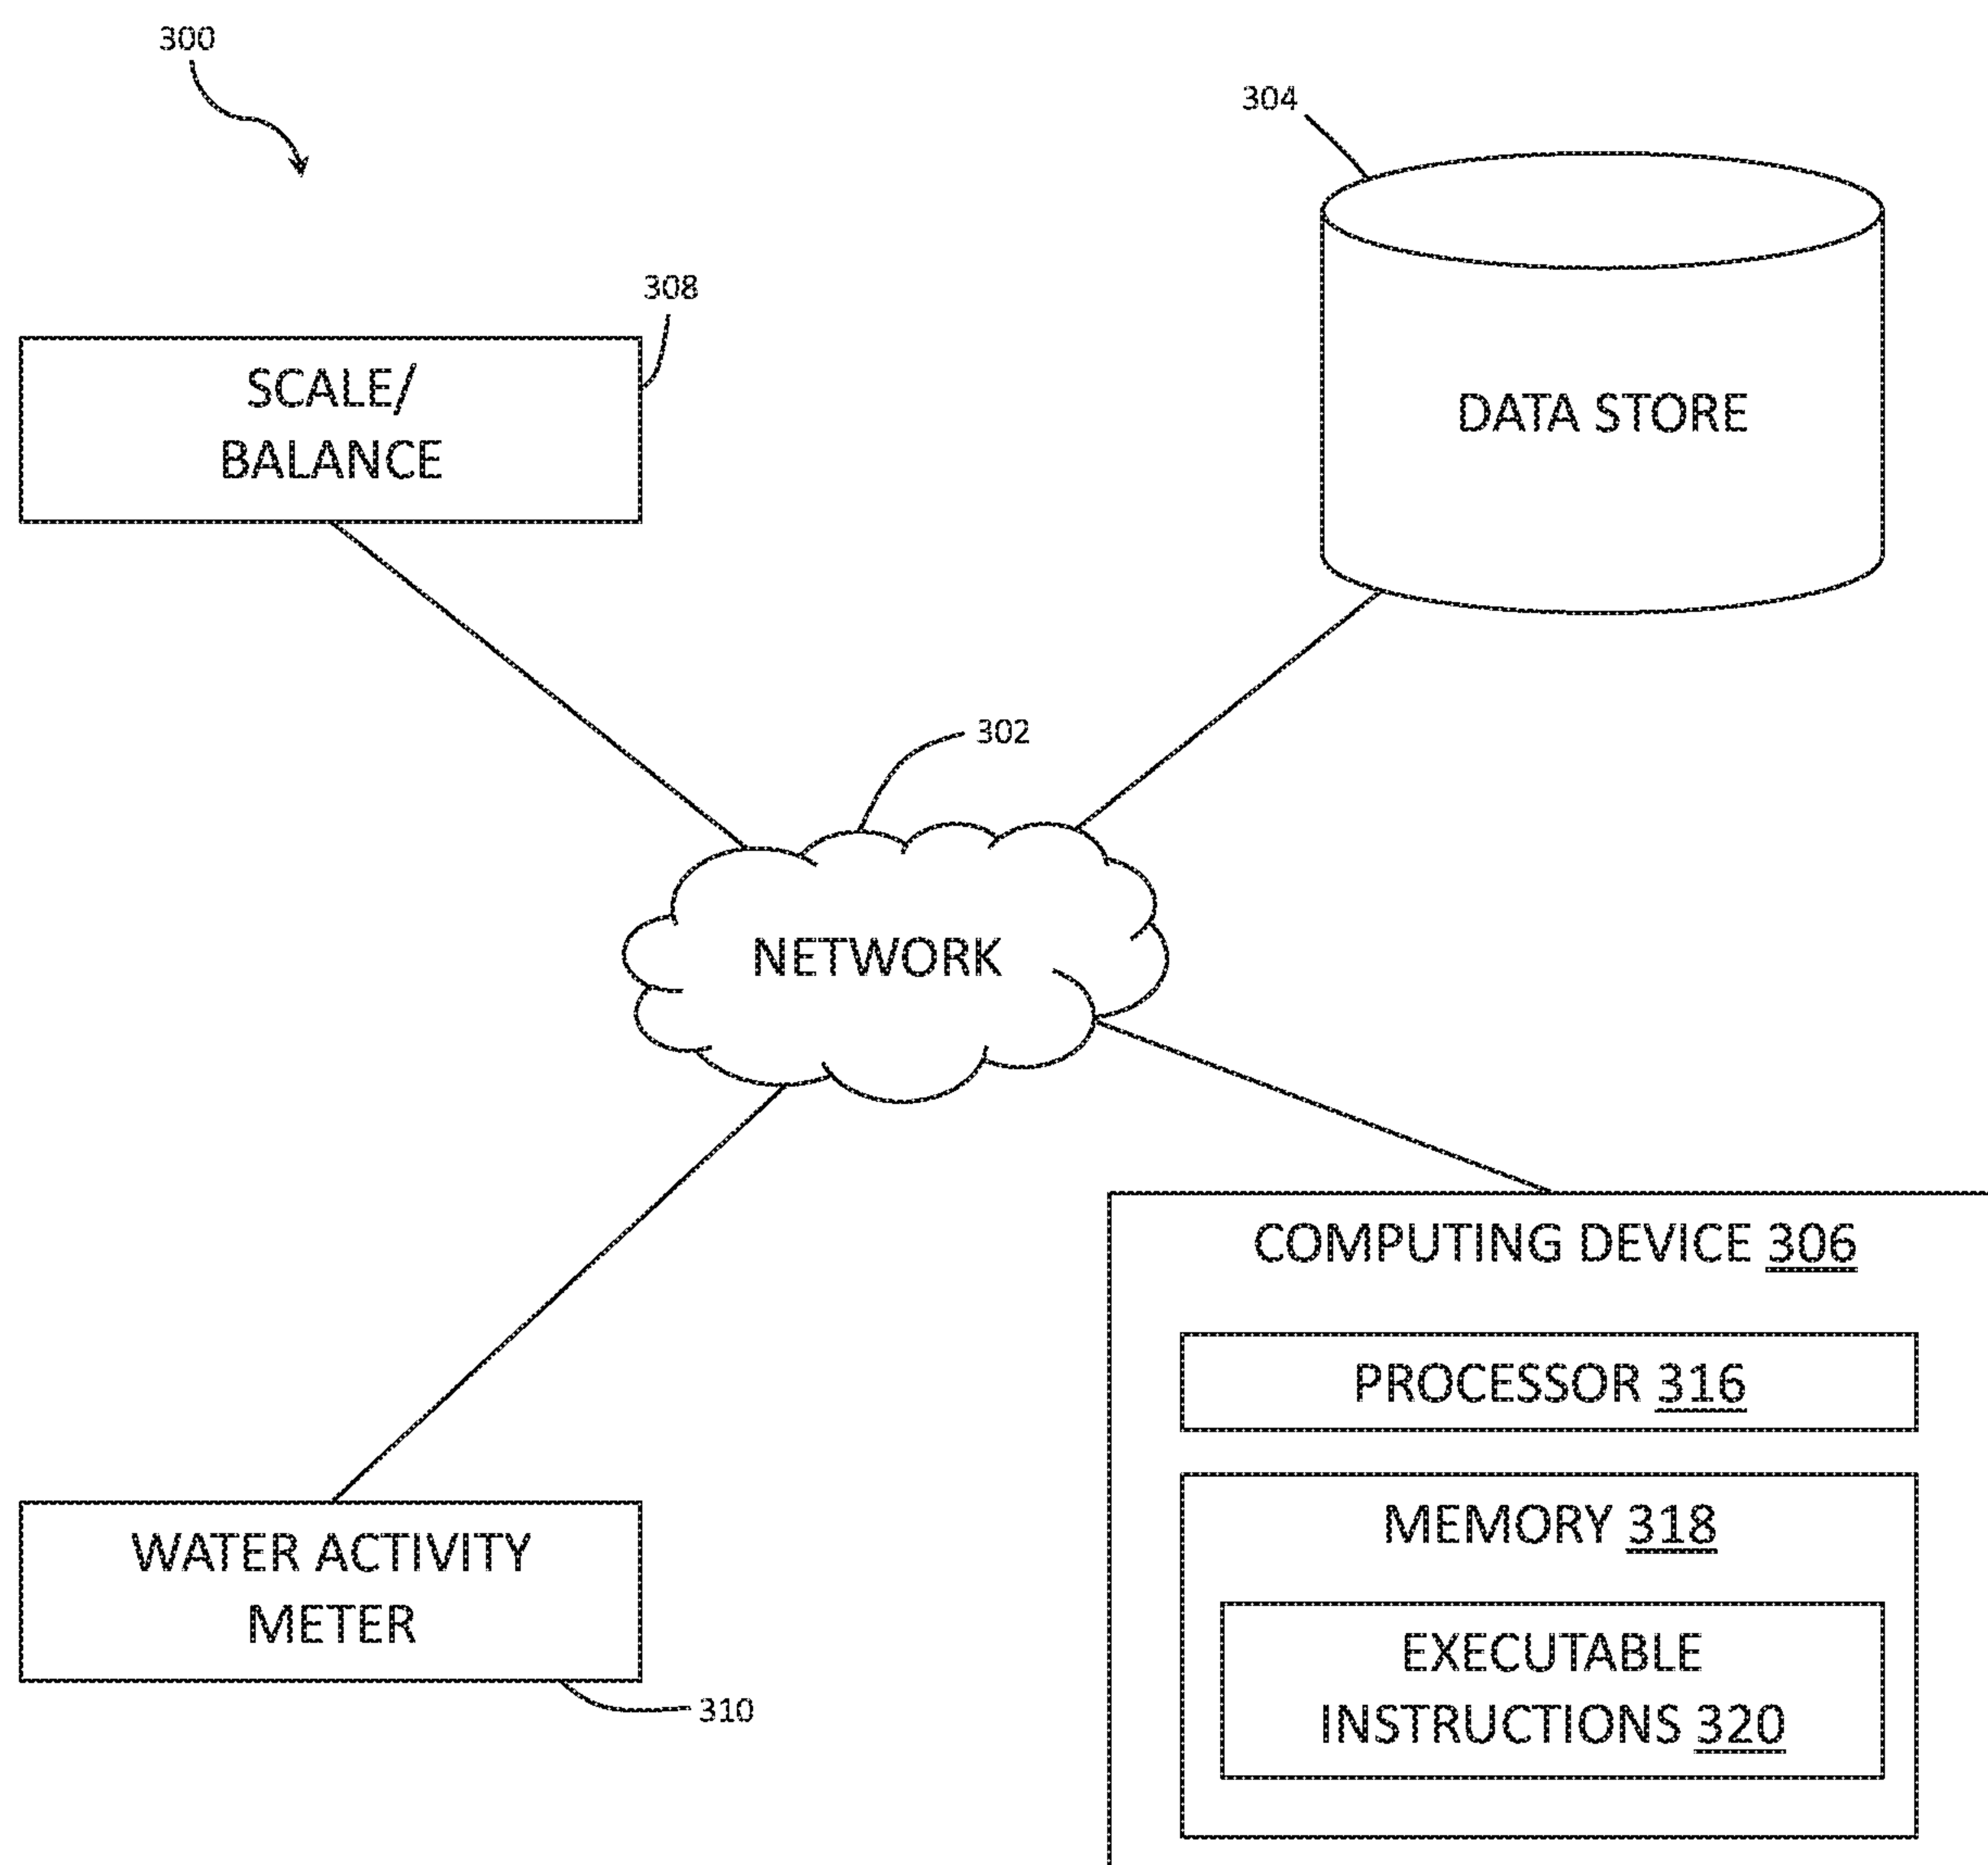 300
304
308
SCALE/
BALANCE
DATA STORE
302
NETWORK
COMPUTING DEVICE 306
PROCESSOR 316
MEMORY 318
EXECUTABLE
INSTRUCTIONS 320
WATER ACTIVITY
METER
310